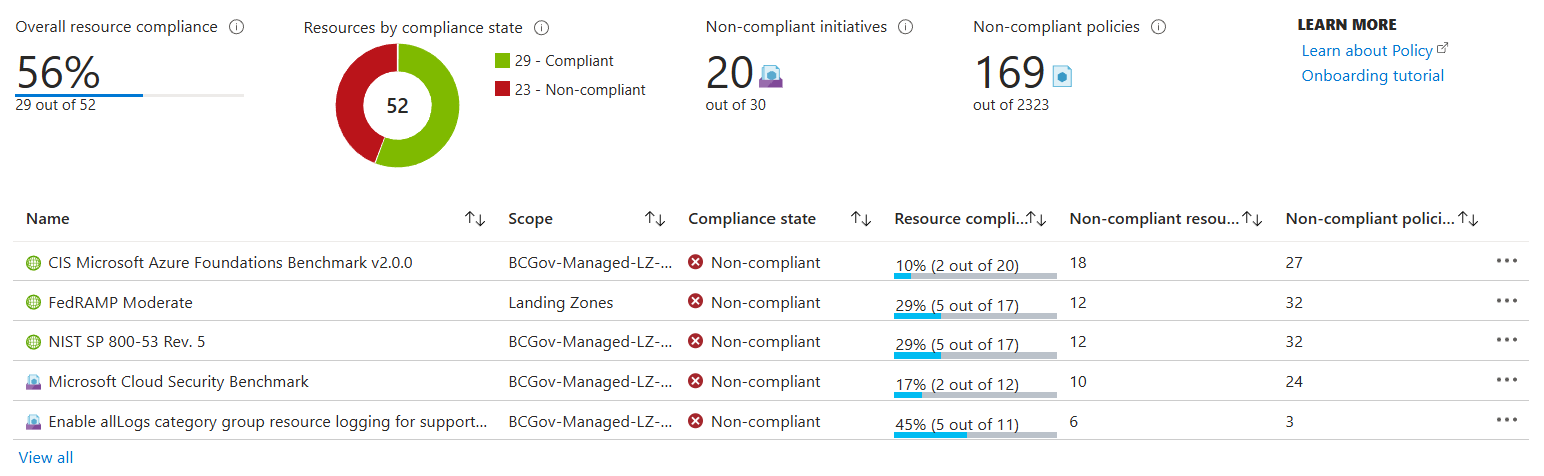 Overall resource compliance
56%
29 out of 52
Resources by compliance state
52
29 - Compliant
23 - Non-compliant
Non-compliant initiatives
20
out of 30
Non-compliant policies
169
out of 2323
LEARN MORE
Learn about Policy
Onboarding tutorial
Name Scope Compliance state Resource compli... Non-compliant resou... Non-compliant polici...
CIS Microsoft Azure Foundations Benchmark v2.0.0 BCGov-Managed-LZ-... Non-compliant 10% (2 out of 20) 18 27 ...
FedRAMP Moderate Landing Zones Non-compliant 29% (5 out of 17) 12 32 ...
NIST SP 800-53 Rev. 5 BCGov-Managed-LZ-... Non-compliant 29% (5 out of 17) 12 32 ...
Microsoft Cloud Security Benchmark BCGov-Managed-LZ-... Non-compliant 17% (2 out of 12) 10 24 ...
Enable allLogs category group resource logging for support... BCGov-Managed-LZ-... Non-compliant 45% (5 out of 11) 6 3 ...
View all